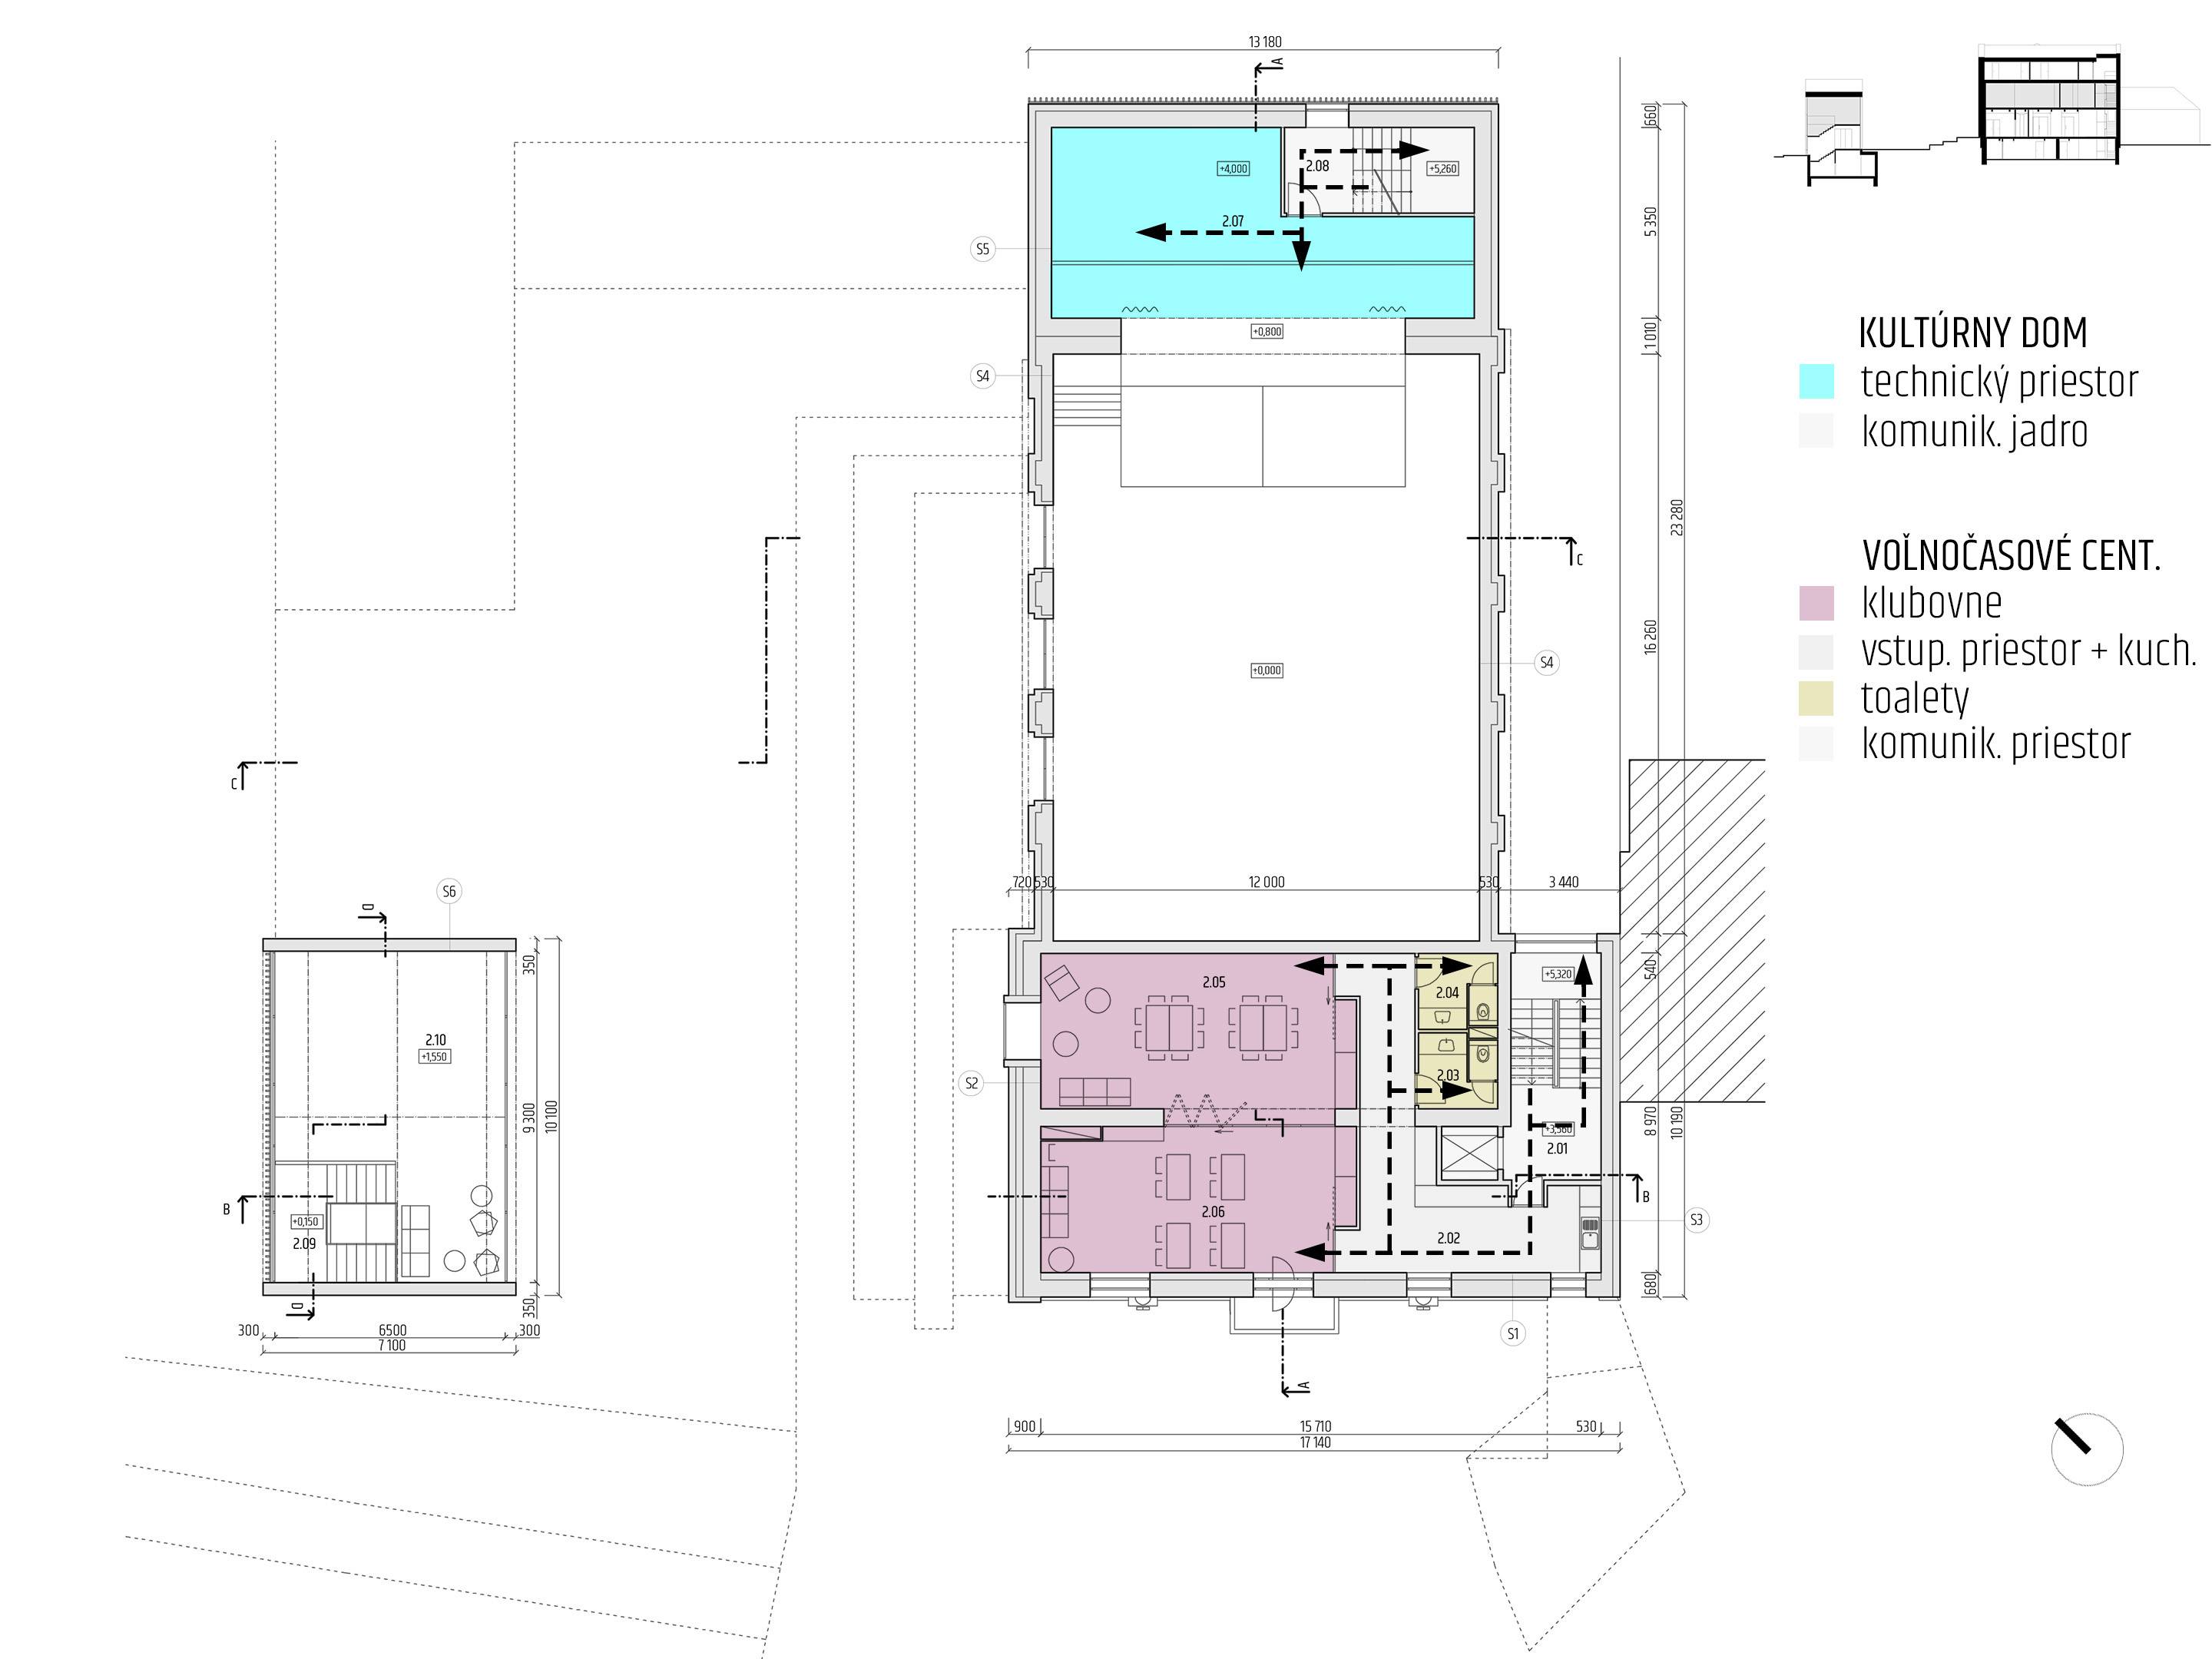 13 180
A
660
+4,000
2.08
+5,260
2.07
5 350
S5
+0,800
1 010
S4
KULTÚRNY DOM
technický priestor
komunik. jadro
23 280
C
VOĽNOČASOVÉ CENT.
klubovne
vstup. priestor + kuch.
toalety
komunik. priestor
16 260
±0,000
S4
C
720
530
12 000
530
3 440
S6
D
350
540
2.05
2.04
+5,320
2.10
+1,550
S2
2.03
9 300
10 100
8 970
10 190
+3,560
2.01
B
+0,150
2.09
B
2.06
2.02
S3
D
350
680
300
6500
300
7 100
S1
A
900
15 710
530
17 140